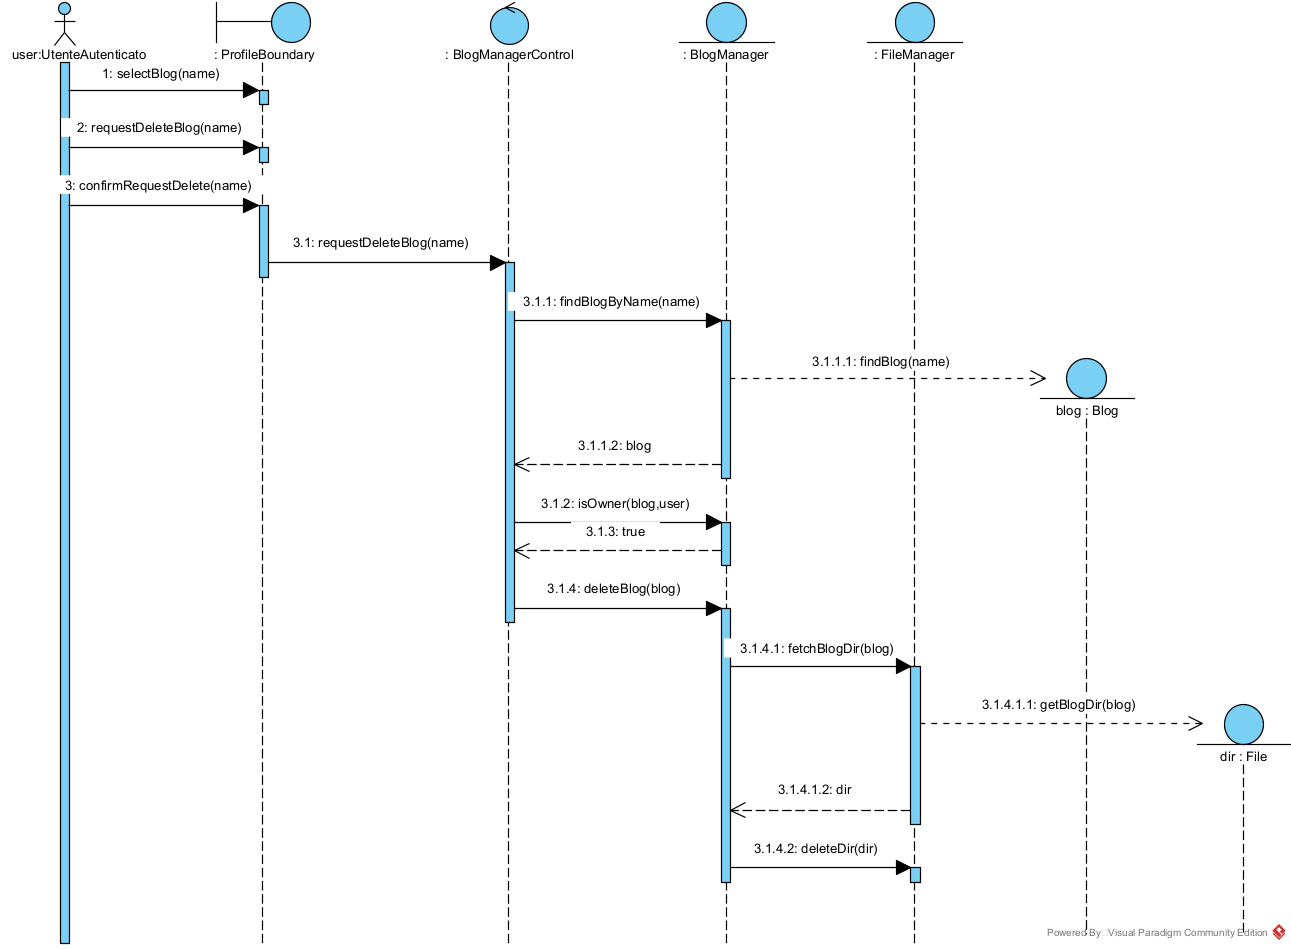 user:UtenteAutenticato
: ProfileBoundary
: BlogManagerControl
: BlogManager
: FileManager
1: selectBlog(name)
2: requestDeleteBlog(name)
3: confirmRequestDelete(name)
3.1: requestDeleteBlog(name)
3.1.1: findBlogByName(name)
3.1.1.1: findBlog(name)
blog : Blog
3.1.1.2: blog
3.1.2: isOwner(blog,user)
3.1.3: true
3.1.4: deleteBlog(blog)
3.1.4.1: fetchBlogDir(blog)
3.1.4.1.1: getBlogDir(blog)
dir : File
3.1.4.1.2: dir
3.1.4.2: deleteDir(dir)
Powered By Visual Paradigm Community Edition